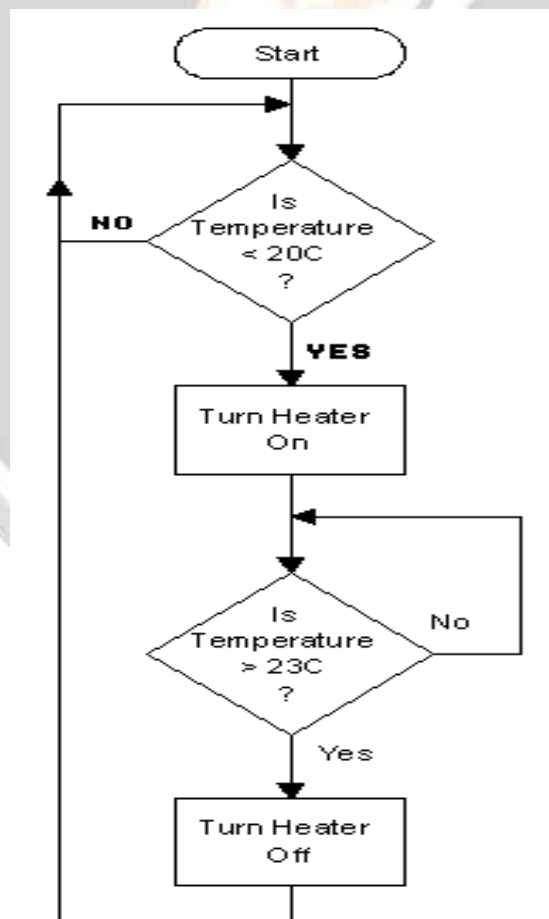 Start
Is
Temperature
< 20C
?
NO
YES
Turn Heater
On
Is
Temperature
> 23C
?
No
Yes
Turn Heater
Off